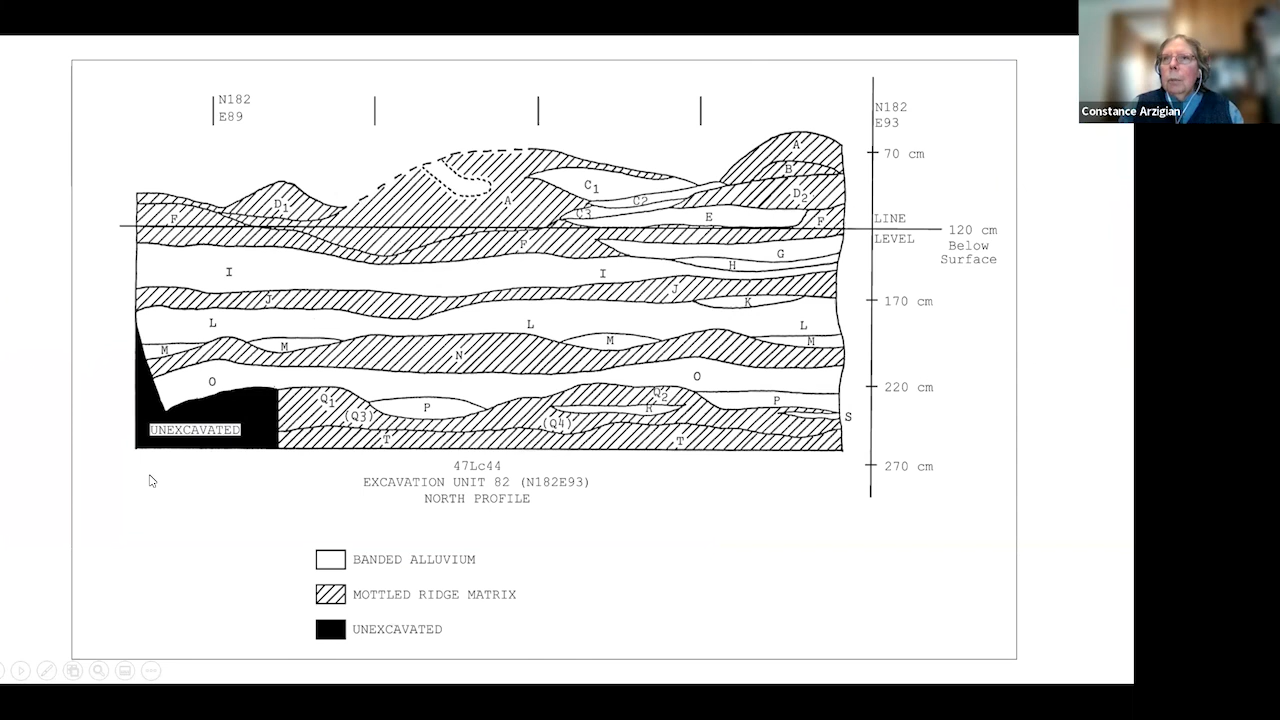 Constance Arzigian
N182
E89
N182
E93
A
70 cm
B
C1
D2
D1
A
C2
C3
E
F
F
LINE
LEVEL
120 cm
Below
Surface
F
G
H
I
I
J
J
K
170 cm
L
L
L
M
M
M
M
N
O
O
220 cm
Q1
Q2
P
P
R
(Q3)
(Q4)
S
UNEXCAVATED
T
T
270 cm
47Lc44
EXCAVATION UNIT 82 (N182E93)
NORTH PROFILE
BANDED ALLUVIUM
MOTTLED RIDGE MATRIX
UNEXCAVATED